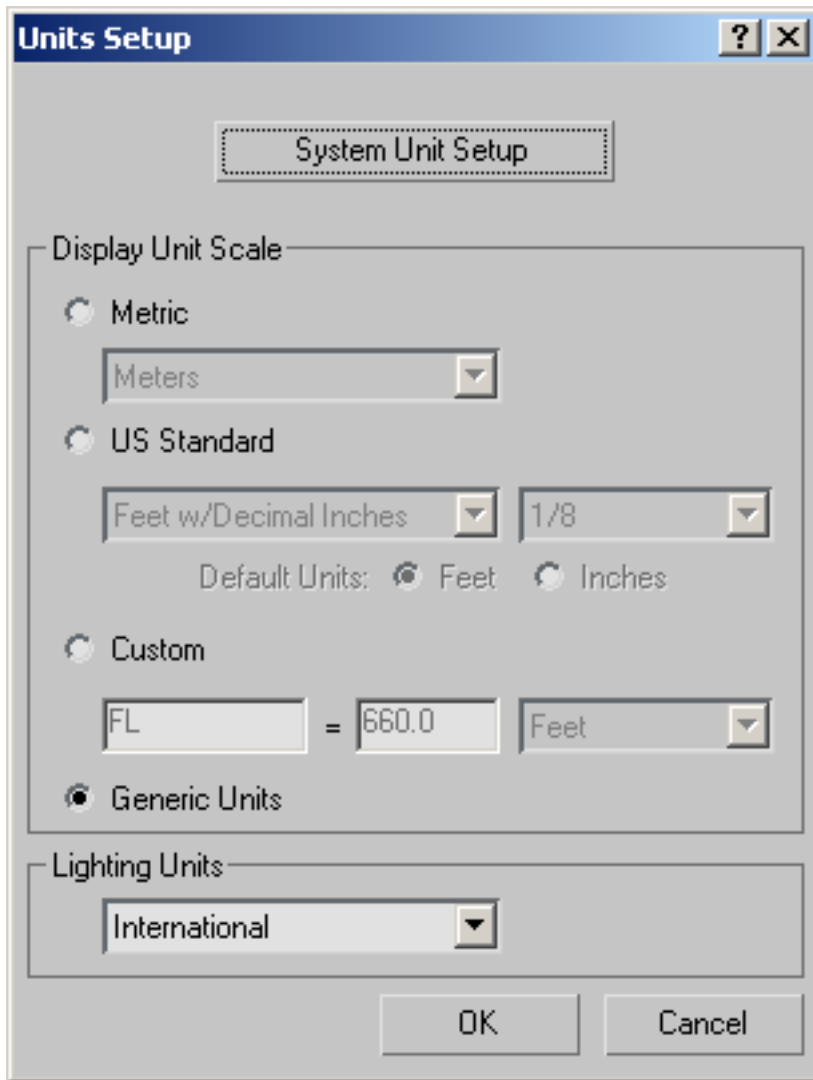 Units Setup
System Unit Setup
Display Unit Scale
Metric
Meters
US Standard
Feet w/Decimal Inches 1/8
Default Units: Feet Inches
Custom
FL = 660.0 Feet
Generic Units
Lighting Units
International
OK Cancel